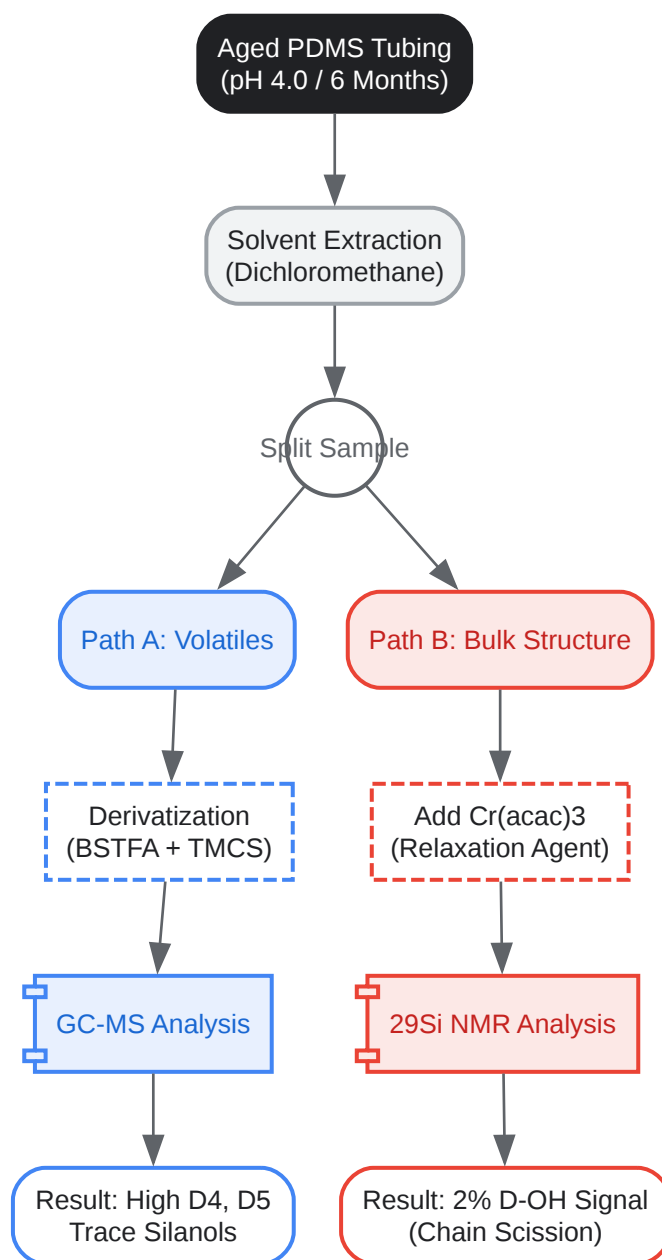 Aged PDMS Tubing
(pH 4.0 / 6 Months)
Solvent Extraction
(Dichloromethane)
Split Sample
Path A: Volatiles
Path B: Bulk Structure
Derivatization
(BSTFA + TMCS)
Add Cr(acac)3
(Relaxation Agent)
GC-MS Analysis
29Si NMR Analysis
Result: High D4, D5
Trace Silanols
Result: 2% D-OH Signal
(Chain Scission)